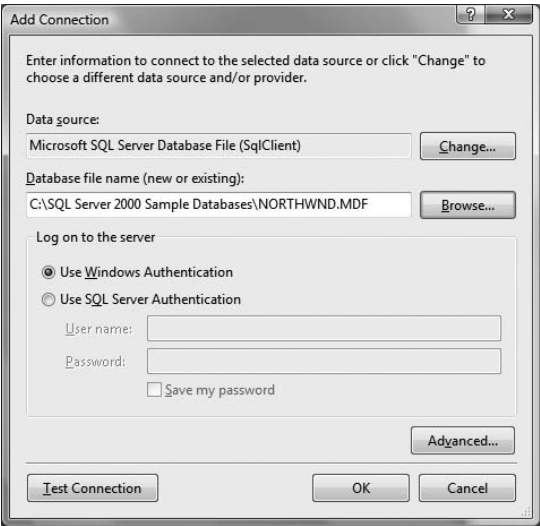 Add Connection
Enter information to connect to the selected data source or click "Change" to
choose a different data source and/or provider.
Data source:
Microsoft SQL Server Database File (SqlClient)
Change...
Database file name (new or existing):
C:\SQL Server 2000 Sample Databases\NORTHWND.MDF
Browse...
Log on to the server
Use Windows Authentication
Use SQL Server Authentication
User name:
Password:
Save my password
Advanced...
Test Connection
OK
Cancel